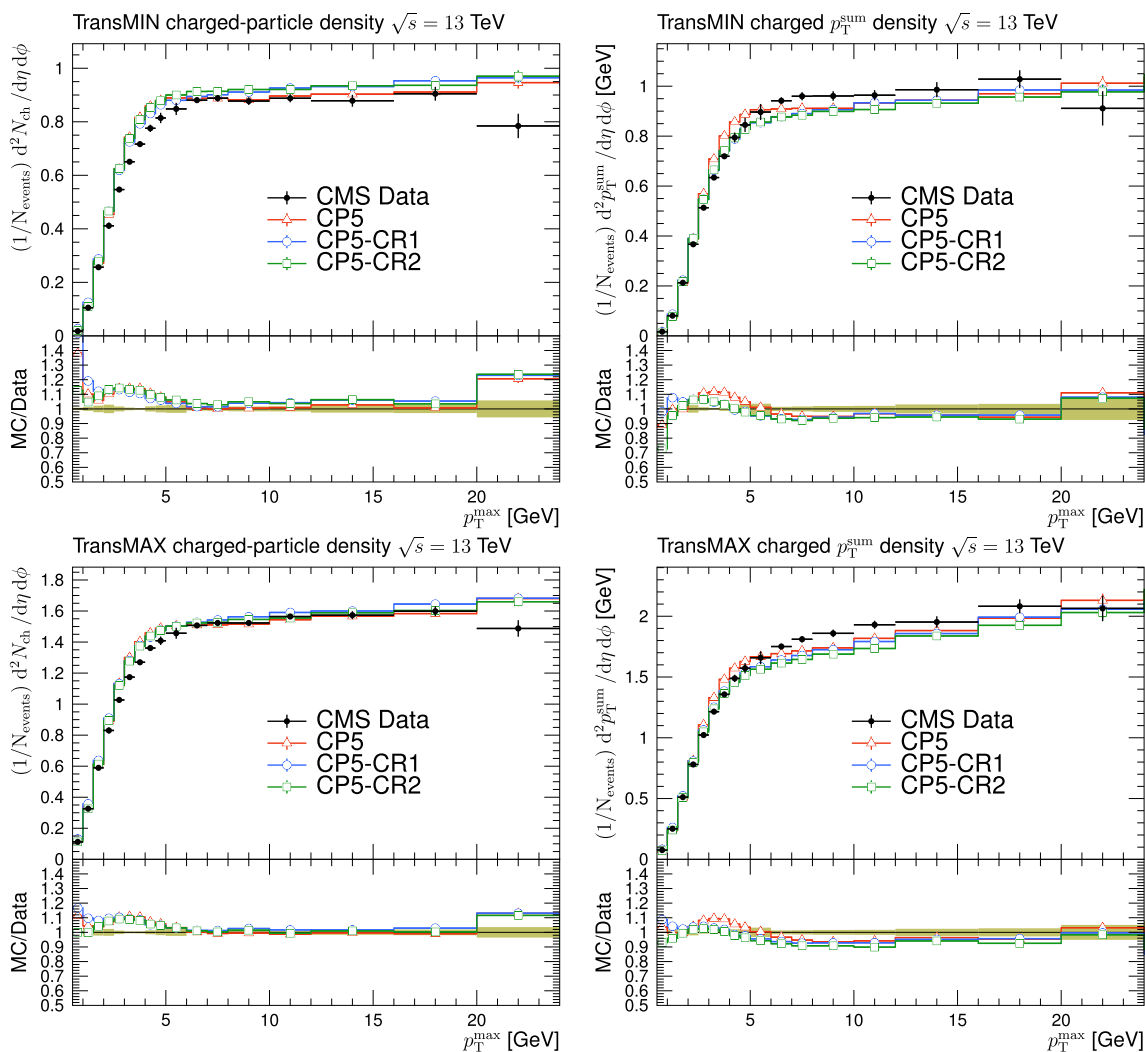 TransMIN charged-particle density √s = 13 TeV
(1/N_events) d²N_ch/dη dϕ
1
0.8
0.6
0.4
0.2
0
CMS Data
CP5
CP5-CR1
CP5-CR2
MC/Data
1.4
1.3
1.2
1.1
1
0.9
0.8
0.7
0.6
0.5
5 10 15 20
p_T^max [GeV]
TransMIN charged p_T^sum density √s = 13 TeV
(1/N_events) d²p_T^sum/dη dϕ [GeV]
1
0.8
0.6
0.4
0.2
0
CMS Data
CP5
CP5-CR1
CP5-CR2
MC/Data
1.4
1.3
1.2
1.1
1
0.9
0.8
0.7
0.6
0.5
5 10 15 20
p_T^max [GeV]
TransMAX charged-particle density √s = 13 TeV
(1/N_events) d²N_ch/dη dϕ
1.8
1.6
1.4
1.2
1
0.8
0.6
0.4
0.2
0
CMS Data
CP5
CP5-CR1
CP5-CR2
MC/Data
1.4
1.3
1.2
1.1
1
0.9
0.8
0.7
0.6
0.5
5 10 15 20
p_T^max [GeV]
TransMAX charged p_T^sum density √s = 13 TeV
(1/N_events) d²p_T^sum/dη dϕ [GeV]
2
1.5
1
0.5
0
CMS Data
CP5
CP5-CR1
CP5-CR2
MC/Data
1.4
1.3
1.2
1.1
1
0.9
0.8
0.7
0.6
0.5
5 10 15 20
p_T^max [GeV]